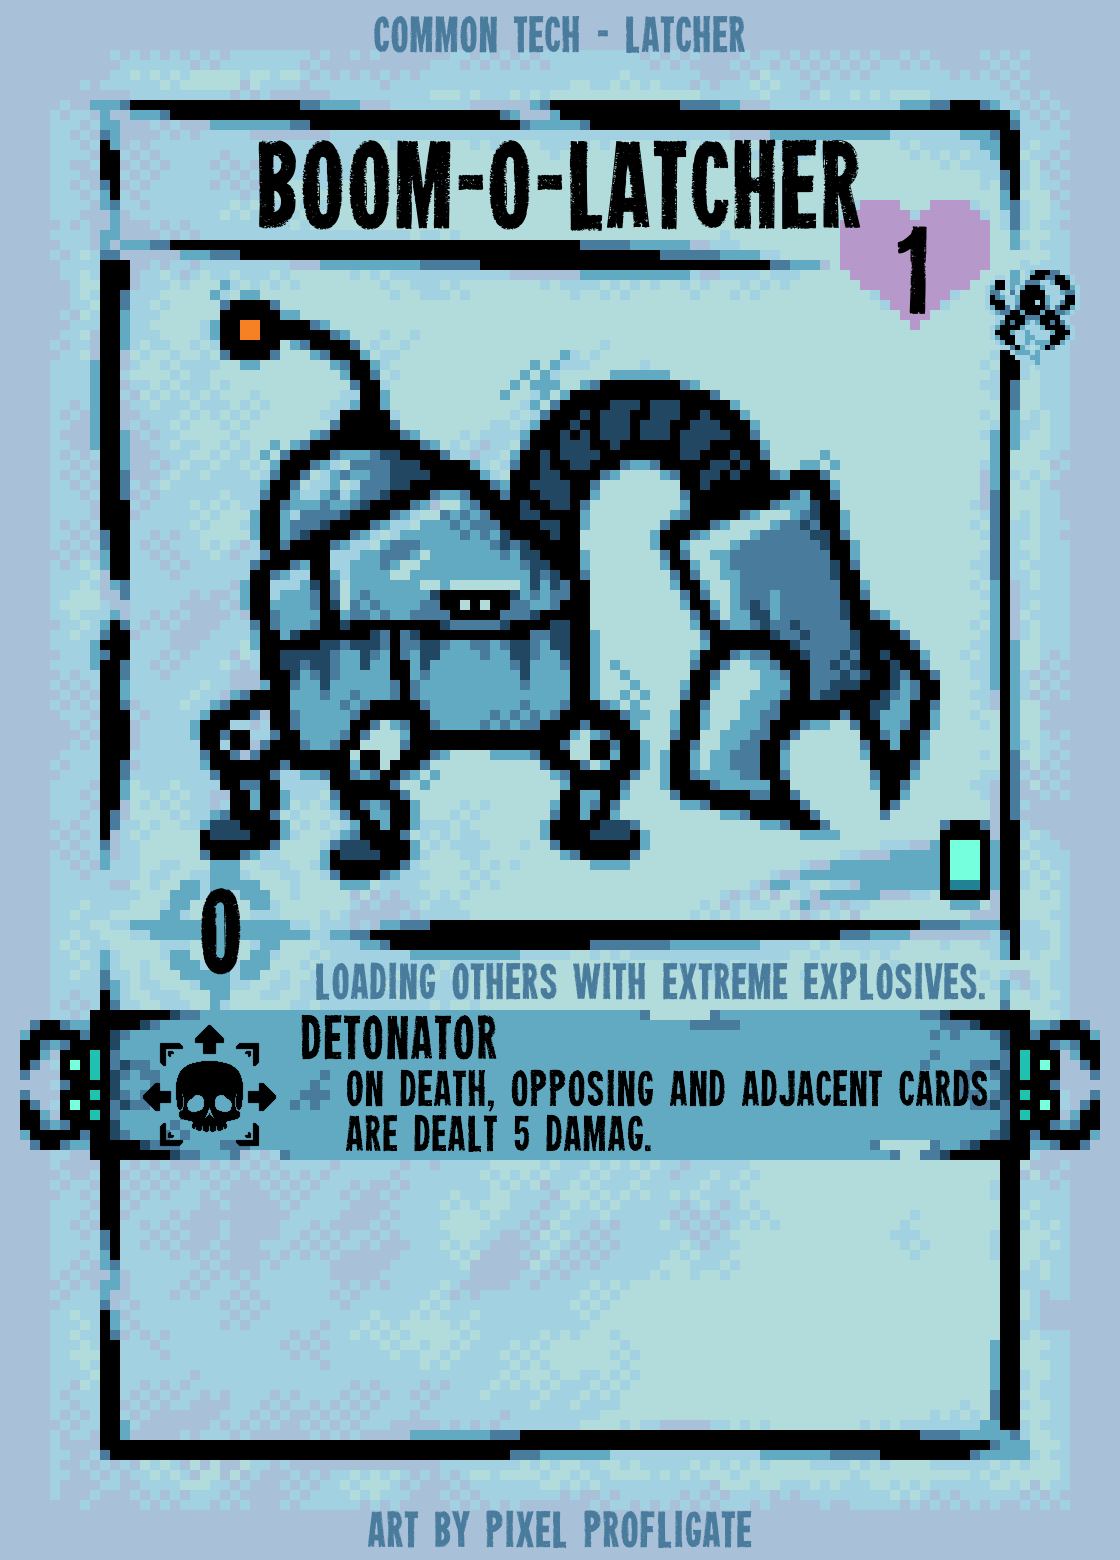 COMMON TECH - LATCHER
BOOM-O-LATCHER
1
0
LOADING OTHERS WITH EXTREME EXPLOSIVES.
DETONATOR
ON DEATH, OPPOSING AND ADJACENT CARDS
ARE DEALT 5 DAMAG.
ART BY PIXEL PROFLIGATE